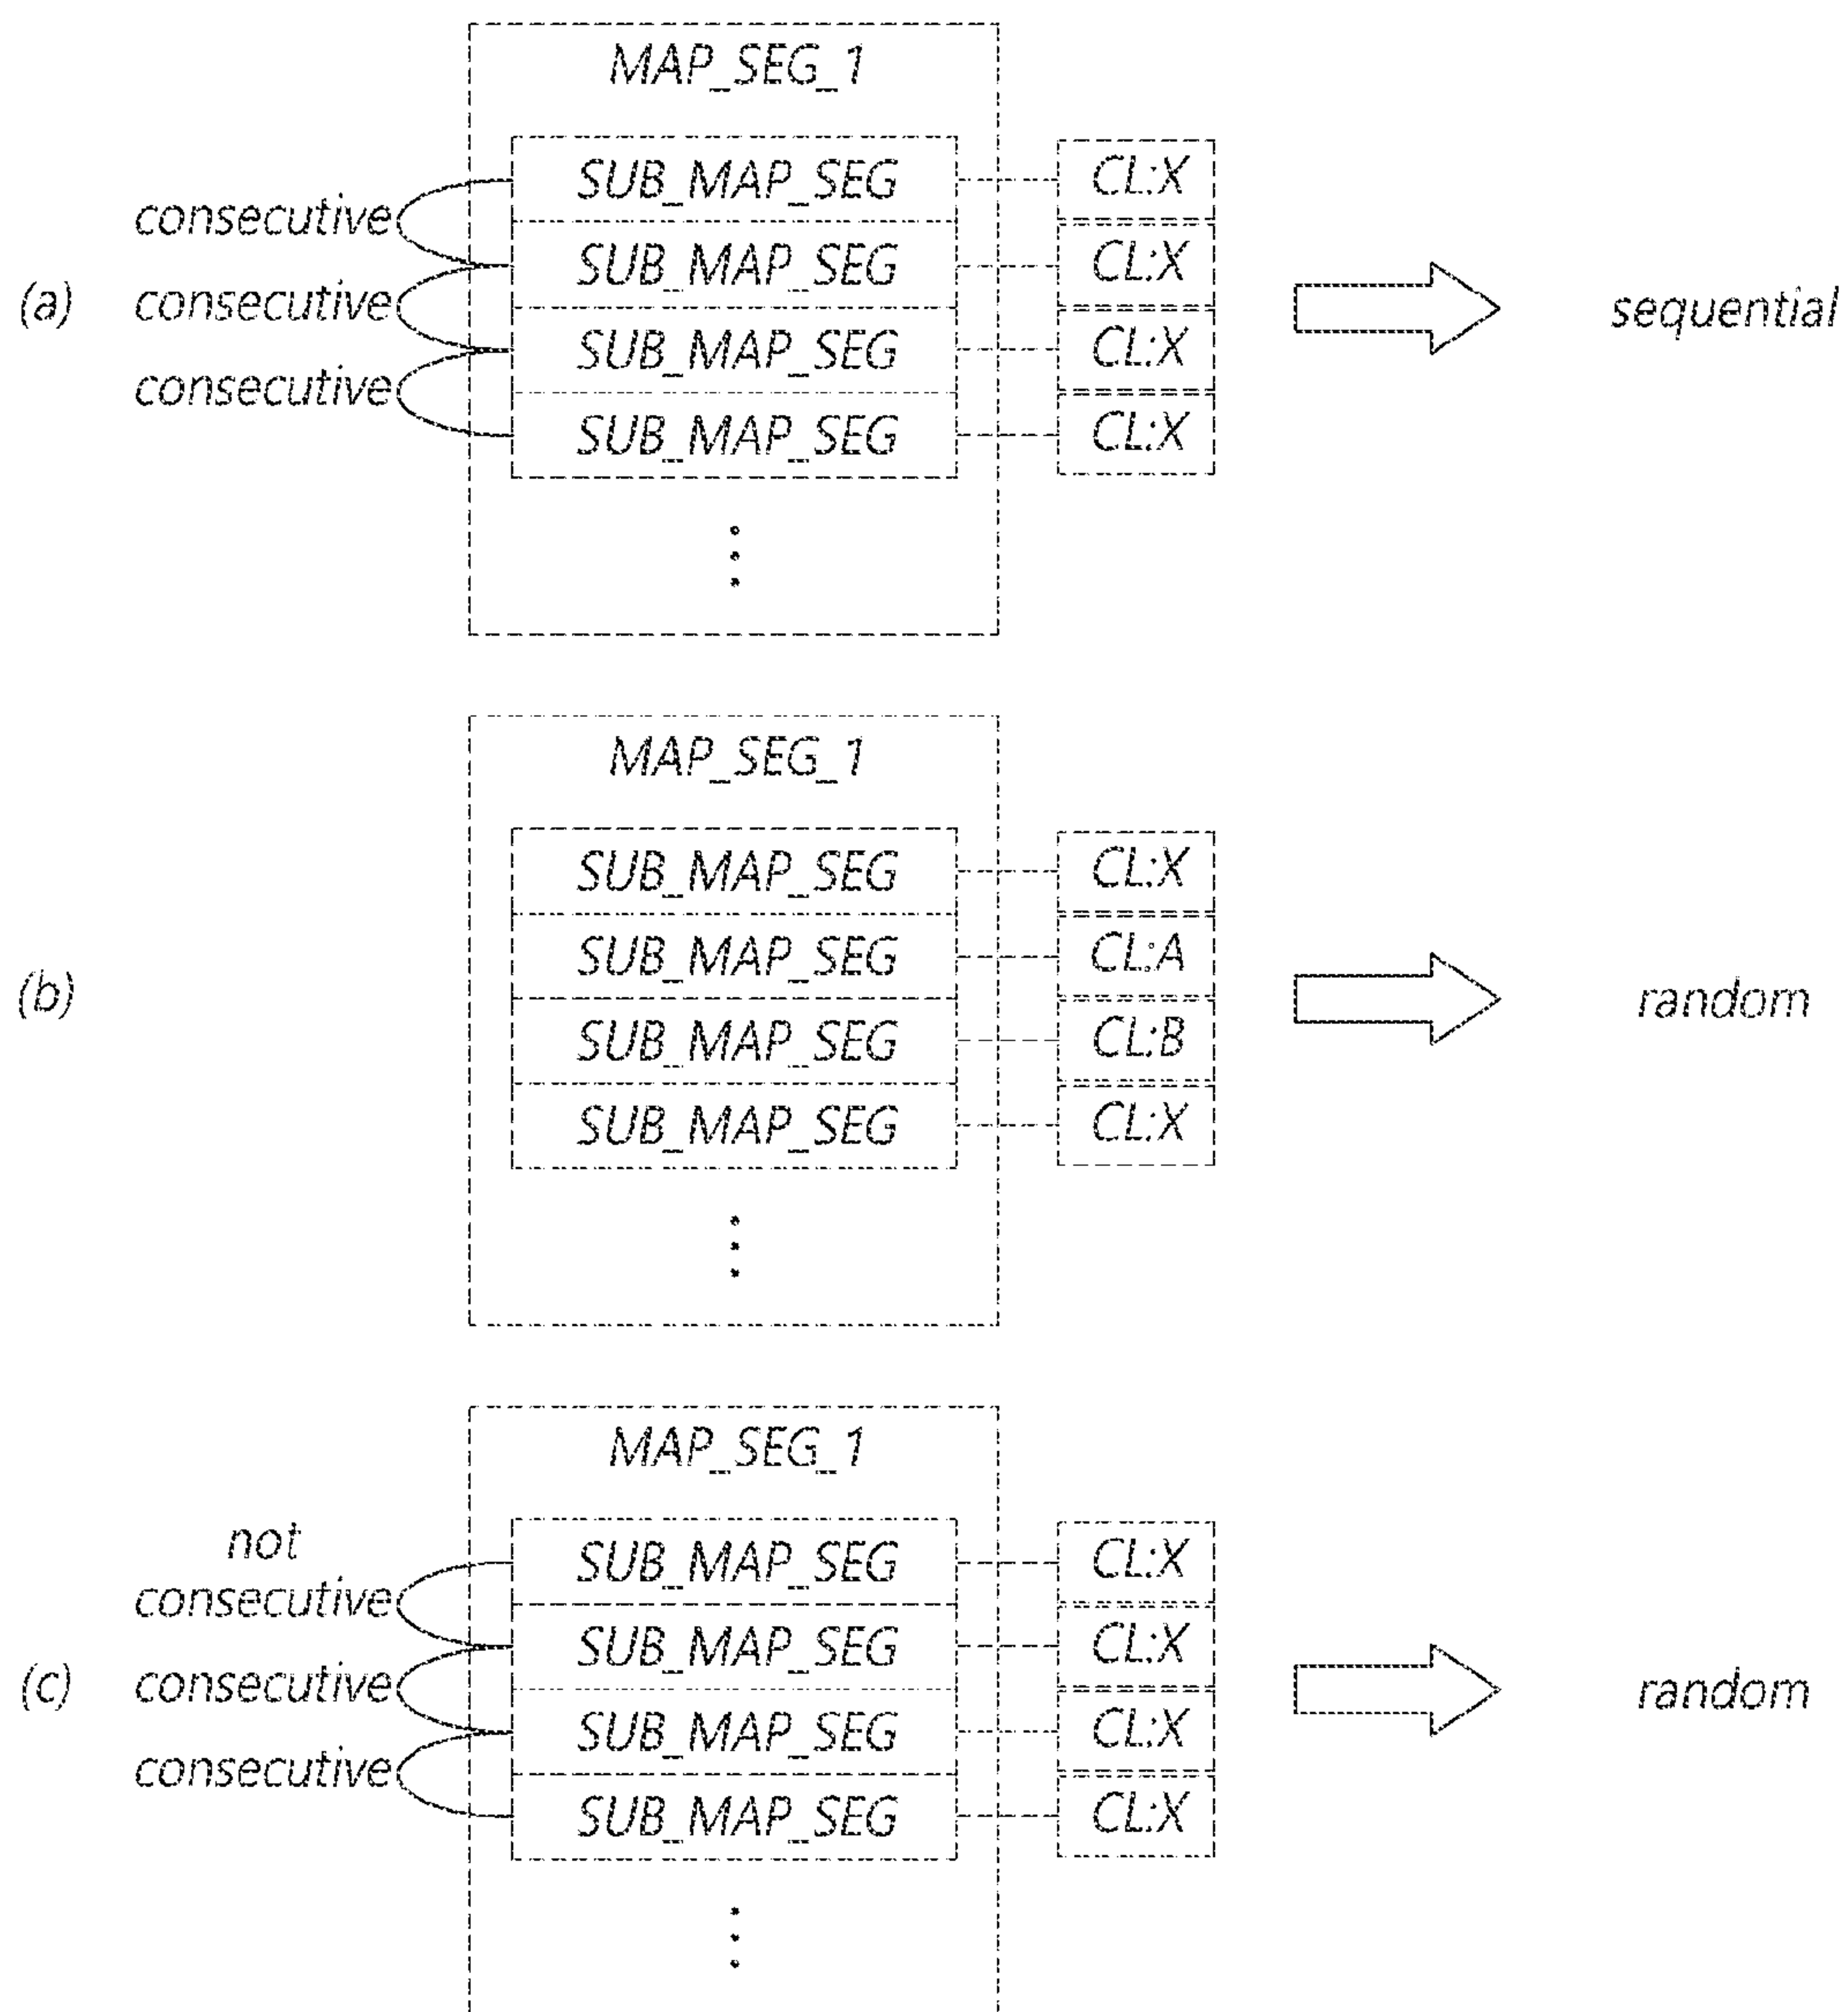 MAP_SEG_1
SUB_MAP_SEG CL:X
consecutive
SUB_MAP_SEG CL:X
(a) consecutive sequential
SUB_MAP_SEG CL:X
consecutive
SUB_MAP_SEG CL:X
MAP_SEG_1
SUB_MAP_SEG CL:X
SUB_MAP_SEG CL:A
(b) random
SUB_MAP_SEG CL:B
SUB_MAP_SEG CL:X
MAP_SEG_1
not
SUB_MAP_SEG CL:X
consecutive
SUB_MAP_SEG CL:X
(c) consecutive random
SUB_MAP_SEG CL:X
consecutive
SUB_MAP_SEG CL:X